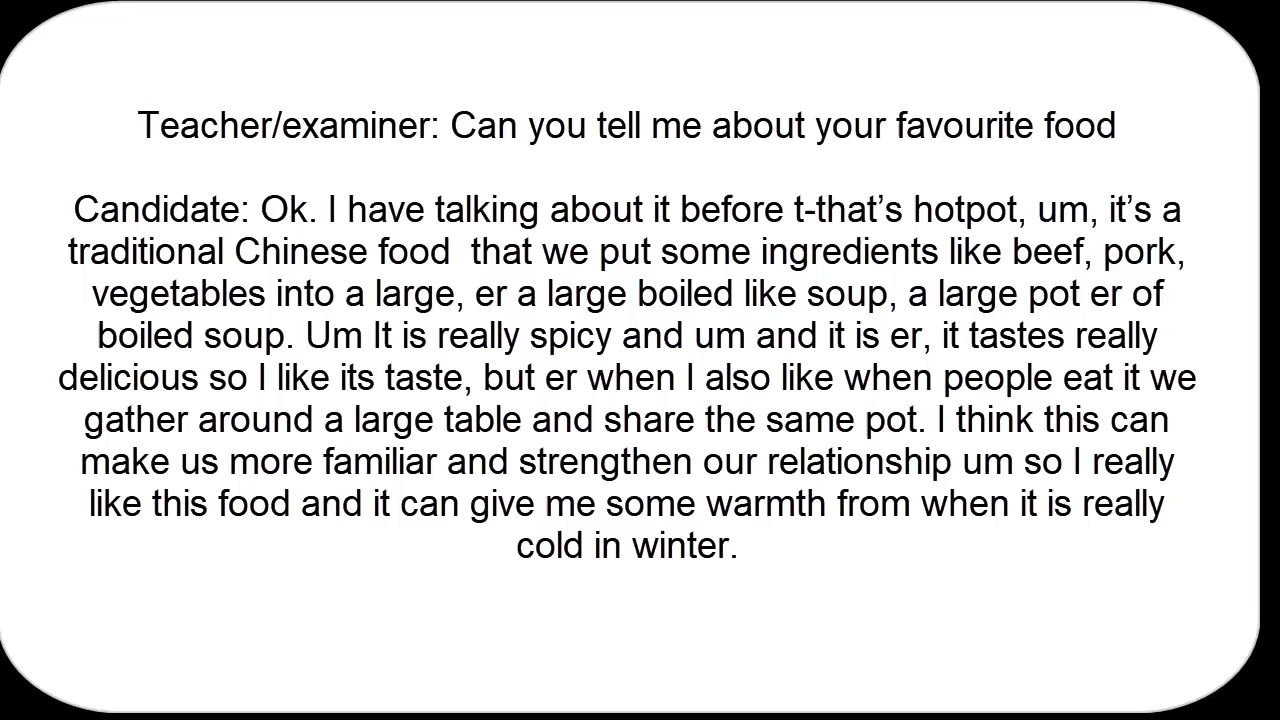 Teacher/examiner: Can you tell me about your favourite food
Candidate: Ok. I have talking about it before t-that’s hotpot, um, it’s a
traditional Chinese food  that we put some ingredients like beef, pork,
vegetables into a large, er a large boiled like soup, a large pot er of
boiled soup. Um It is really spicy and um and it is er, it tastes really
delicious so I like its taste, but er when I also like when people eat it we
gather around a large table and share the same pot. I think this can
make us more familiar and strengthen our relationship um so I really
like this food and it can give me some warmth from when it is really
cold in winter.